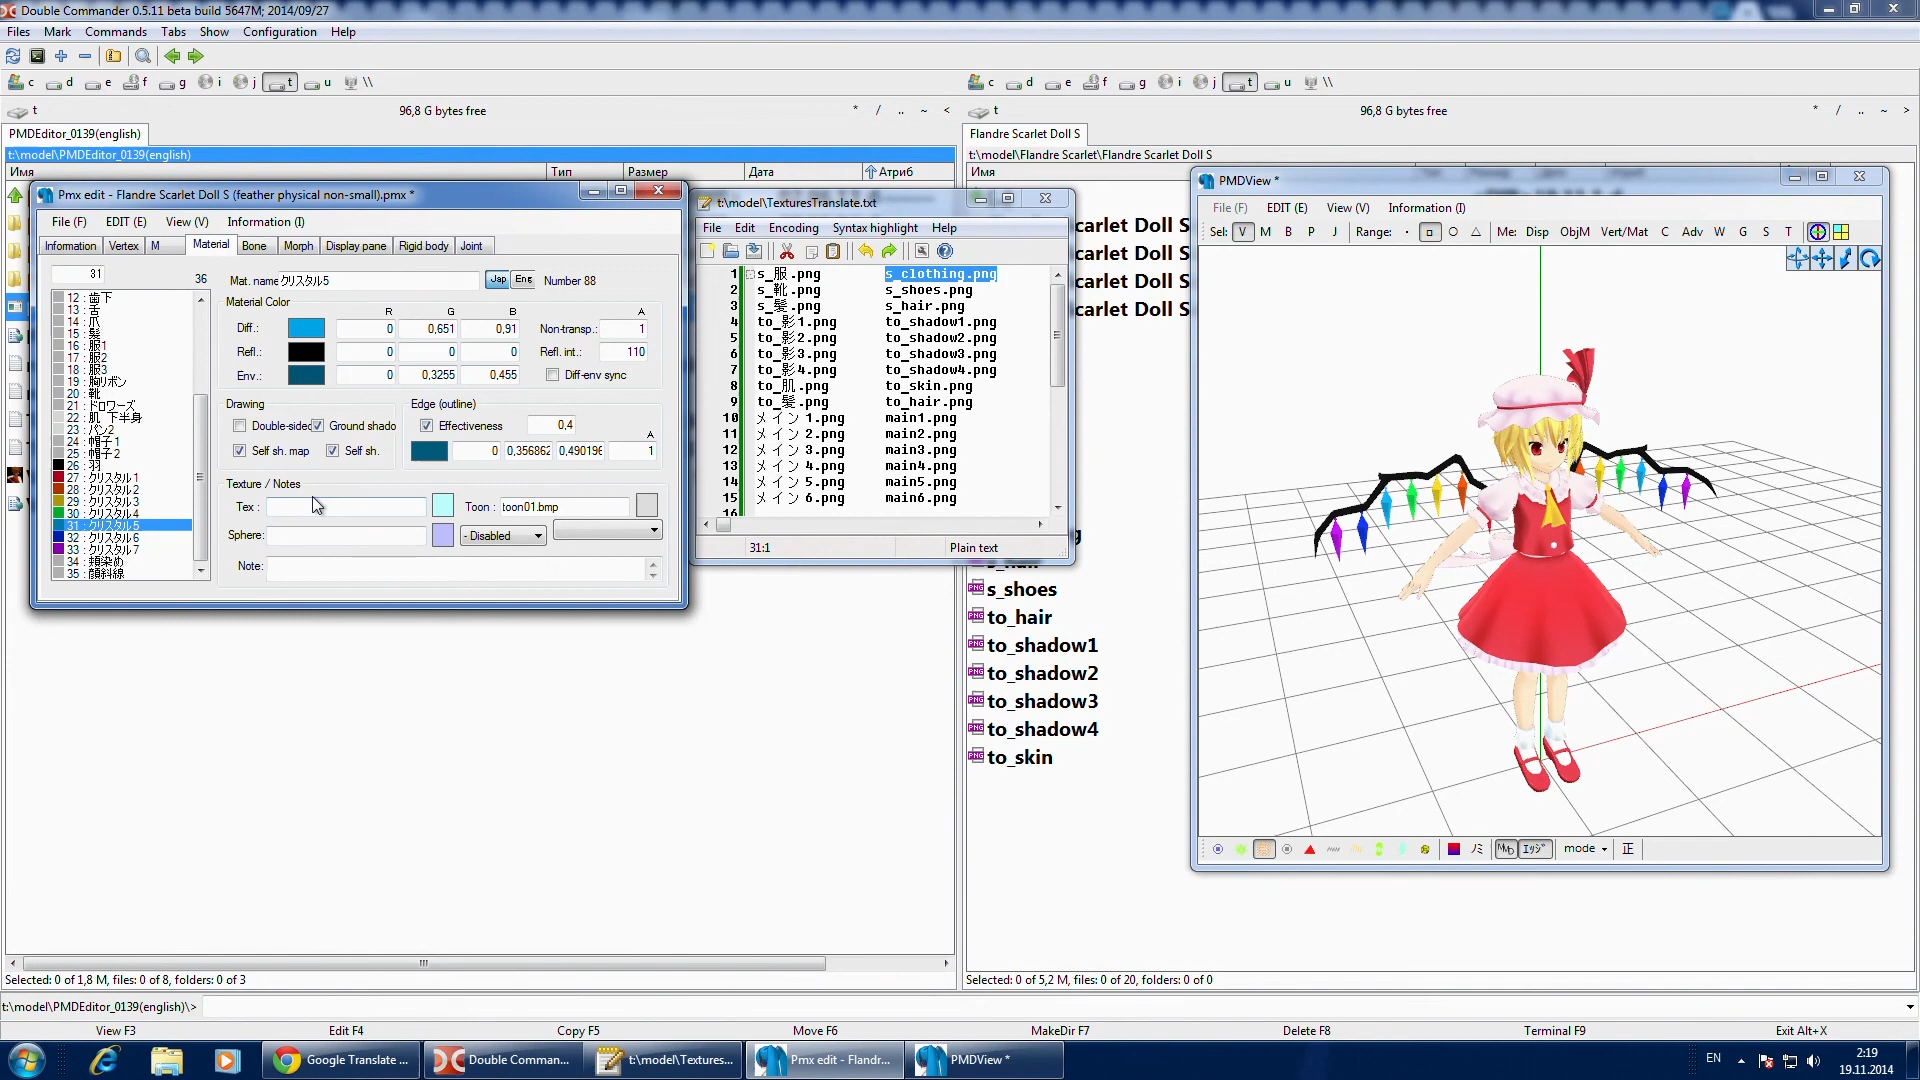 Double Commander 0.5.11 beta build 5647M; 2014/09/27
Files Mark Commands Tabs Show Configuration Help
c d e f g i j t u \\
c d e f g i j t u \\
t 96,8 G bytes free * / .. ~ <
t 96,8 G bytes free * / .. ~ >
PMDEditor_0139(english)
Flandre Scarlet Doll S
t:\model\PMDEditor_0139(english)
t:\model\Flandre Scarlet\Flandre Scarlet Doll S
Имя Тип Размер Дата Атриб
Имя
Pmx edit - Flandre Scarlet Doll S (feather physical non-small).pmx *
File (F) EDIT (E) View (V) Information (I)
Information Vertex M Material Bone Morph Display pane Rigid body Joint
31 36
12 : 歯下
13 : 舌
14 : 爪
15 : 髪
16 : 服1
17 : 服2
18 : 服3
19 : 胸リボン
20 : 靴
21 : ドロワーズ
22 : 肌 下半身
23 : パン2
24 : 帽子1
25 : 帽子2
26 : 羽
27 : クリスタル1
28 : クリスタル2
29 : クリスタル3
30 : クリスタル4
31 : クリスタル5
32 : クリスタル6
33 : クリスタル7
34 : 頬染め
35 : 顔斜線
Mat. name クリスタル5 Jap Eng Number 88
Material Color
R G B A
Diff.: 0 0,651 0,91 Non-transp.: 1
Refl.: 0 0 0 Refl. int.: 110
Env.: 0 0,3255 0,455 Diff-env sync
Drawing
Double-sided Ground shado
Self sh. map Self sh.
Edge (outline)
Effectiveness 0.4
A
0 0,356862 0,490196 1
Texture / Notes
Tex : Toon : toon01.bmp
Sphere: - Disabled
Note:
t:\model\TexturesTranslate.txt
File Edit Encoding Syntax highlight Help
1 s_服.png s_clothing.png
2 s_靴.png s_shoes.png
3 s_髪.png s_hair.png
4 to_影1.png to_shadow1.png
5 to_影2.png to_shadow2.png
6 to_影3.png to_shadow3.png
7 to_影4.png to_shadow4.png
8 to_肌.png to_skin.png
9 to_髪.png to_hair.png
10 メイン1.png main1.png
11 メイン2.png main2.png
12 メイン3.png main3.png
13 メイン4.png main4.png
14 メイン5.png main5.png
15 メイン6.png main6.png
16
31:1 Plain text
carlet Doll S
carlet Doll S
carlet Doll S
carlet Doll S
s_hair
s_shoes
to_hair
to_shadow1
to_shadow2
to_shadow3
to_shadow4
to_skin
PMDView *
File (F) EDIT (E) View (V) Information (I)
Sel: V M B P J Range: Me: Disp ObjM Vert/Mat C Adv W G S T
エッジ mode 正
Selected: 0 of 1,8 M, files: 0 of 8, folders: 0 of 3
Selected: 0 of 5,2 M, files: 0 of 20, folders: 0 of 0
t:\model\PMDEditor_0139(english)\>
View F3 Edit F4 Copy F5 Move F6 MakeDir F7 Delete F8 Terminal F9 Exit Alt+X
Google Translate ... Double Comman... t:\model\Textures... Pmx edit - Flandr... PMDView *
EN 2:19
19.11.2014